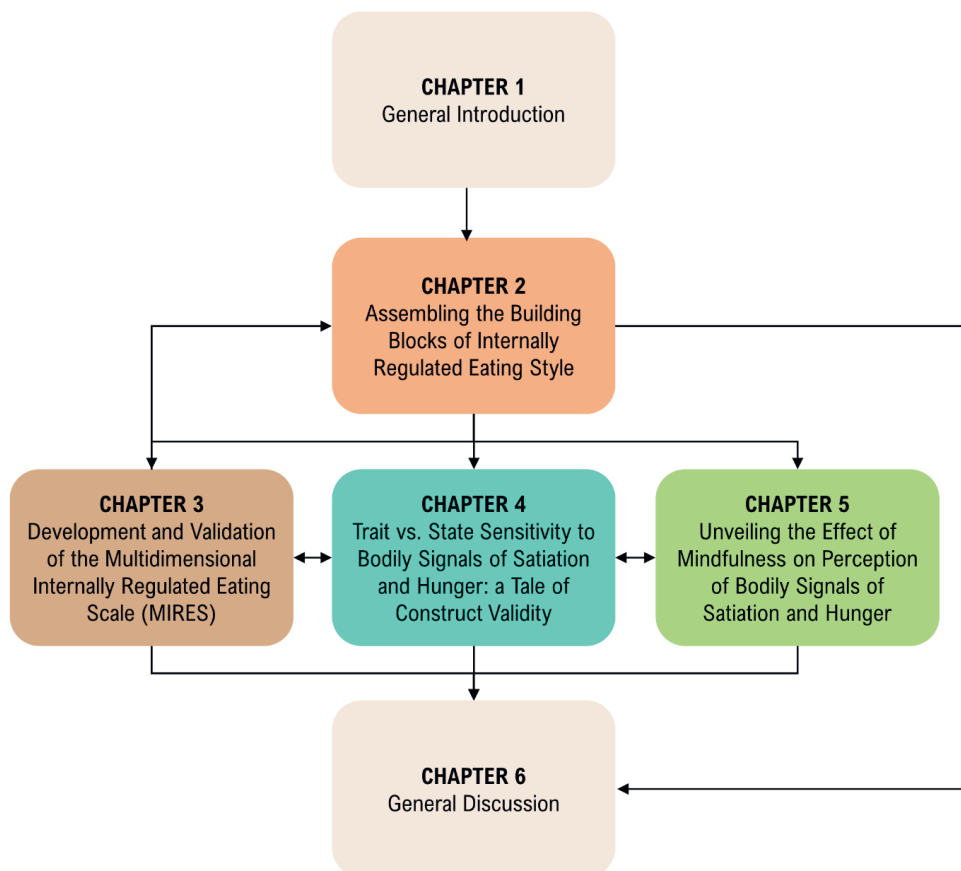 CHAPTER 1
General Introduction
CHAPTER 2
Assembling the Building
Blocks of Internally
Regulated Eating Style
CHAPTER 3
Development and Validation
of the Multidimensional
Internally Regulated Eating
Scale (MIRES)
CHAPTER 4
Trait vs. State Sensitivity to
Bodily Signals of Satiation
and Hunger: a Tale of
Construct Validity
CHAPTER 5
Unveiling the Effect of
Mindfulness on Perception
of Bodily Signals of
Satiation and Hunger
CHAPTER 6
General Discussion